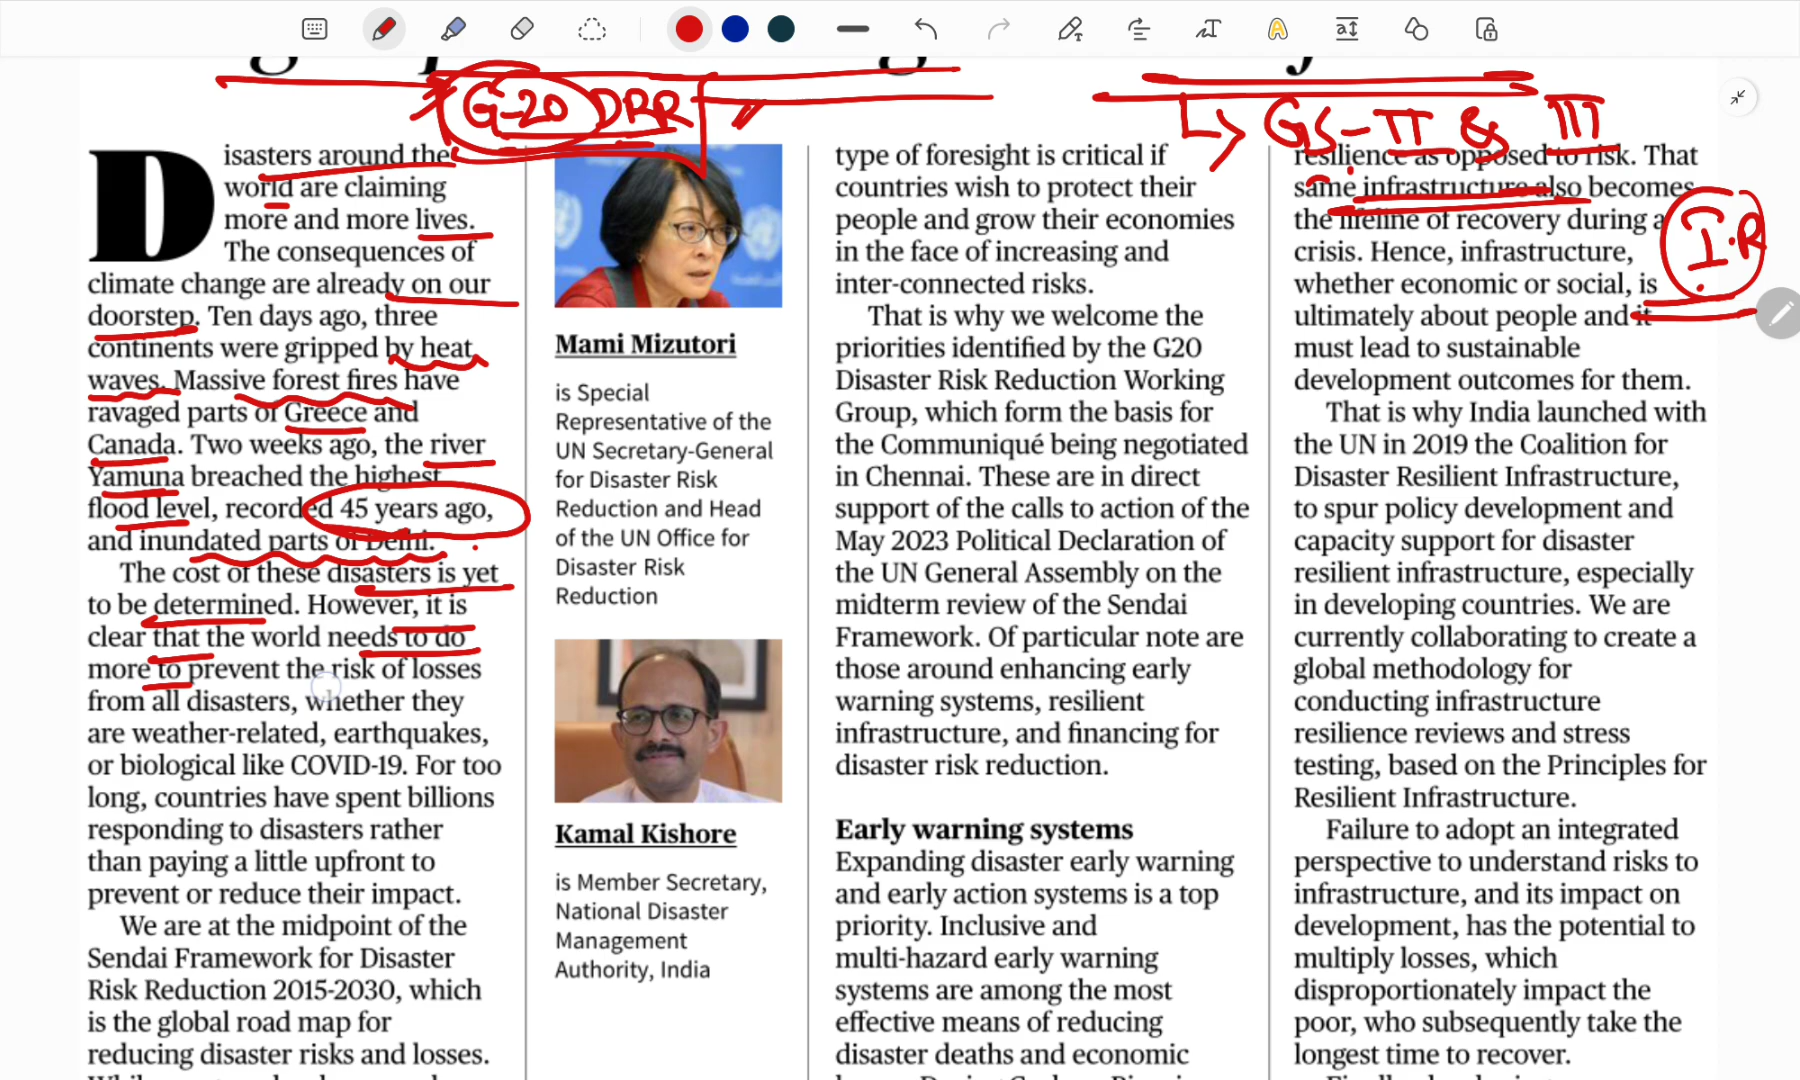 G-20 DRR
GS-II & III
I.R
Disasters around the
world are claiming
more and more lives.
The consequences of
climate change are already on our
doorstep. Ten days ago, three
continents were gripped by heat
waves. Massive forest fires have
ravaged parts of Greece and
Canada. Two weeks ago, the river
Yamuna breached the highest
flood level, recorded 45 years ago,
and inundated parts of Delhi.
The cost of these disasters is yet
to be determined. However, it is
clear that the world needs to do
more to prevent the risk of losses
from all disasters, whether they
are weather-related, earthquakes,
or biological like COVID-19. For too
long, countries have spent billions
responding to disasters rather
than paying a little upfront to
prevent or reduce their impact.
We are at the midpoint of the
Sendai Framework for Disaster
Risk Reduction 2015-2030, which
is the global road map for
reducing disaster risks and losses.
Mami Mizutori
is Special
Representative of the
UN Secretary-General
for Disaster Risk
Reduction and Head
of the UN Office for
Disaster Risk
Reduction
Kamal Kishore
is Member Secretary,
National Disaster
Management
Authority, India
type of foresight is critical if
countries wish to protect their
people and grow their economies
in the face of increasing and
inter-connected risks.
That is why we welcome the
priorities identified by the G20
Disaster Risk Reduction Working
Group, which form the basis for
the Communiqué being negotiated
in Chennai. These are in direct
support of the calls to action of the
May 2023 Political Declaration of
the UN General Assembly on the
midterm review of the Sendai
Framework. Of particular note are
those around enhancing early
warning systems, resilient
infrastructure, and financing for
disaster risk reduction.
Early warning systems
Expanding disaster early warning
and early action systems is a top
priority. Inclusive and
multi-hazard early warning
systems are among the most
effective means of reducing
disaster deaths and economic
resilience as opposed to risk. That
same infrastructure also becomes
the lifeline of recovery during a
crisis. Hence, infrastructure,
whether economic or social, is
ultimately about people and it
must lead to sustainable
development outcomes for them.
That is why India launched with
the UN in 2019 the Coalition for
Disaster Resilient Infrastructure,
to spur policy development and
capacity support for disaster
resilient infrastructure, especially
in developing countries. We are
currently collaborating to create a
global methodology for
conducting infrastructure
resilience reviews and stress
testing, based on the Principles for
Resilient Infrastructure.
Failure to adopt an integrated
perspective to understand risks to
infrastructure, and its impact on
development, has the potential to
multiply losses, which
disproportionately impact the
poor, who subsequently take the
longest time to recover.